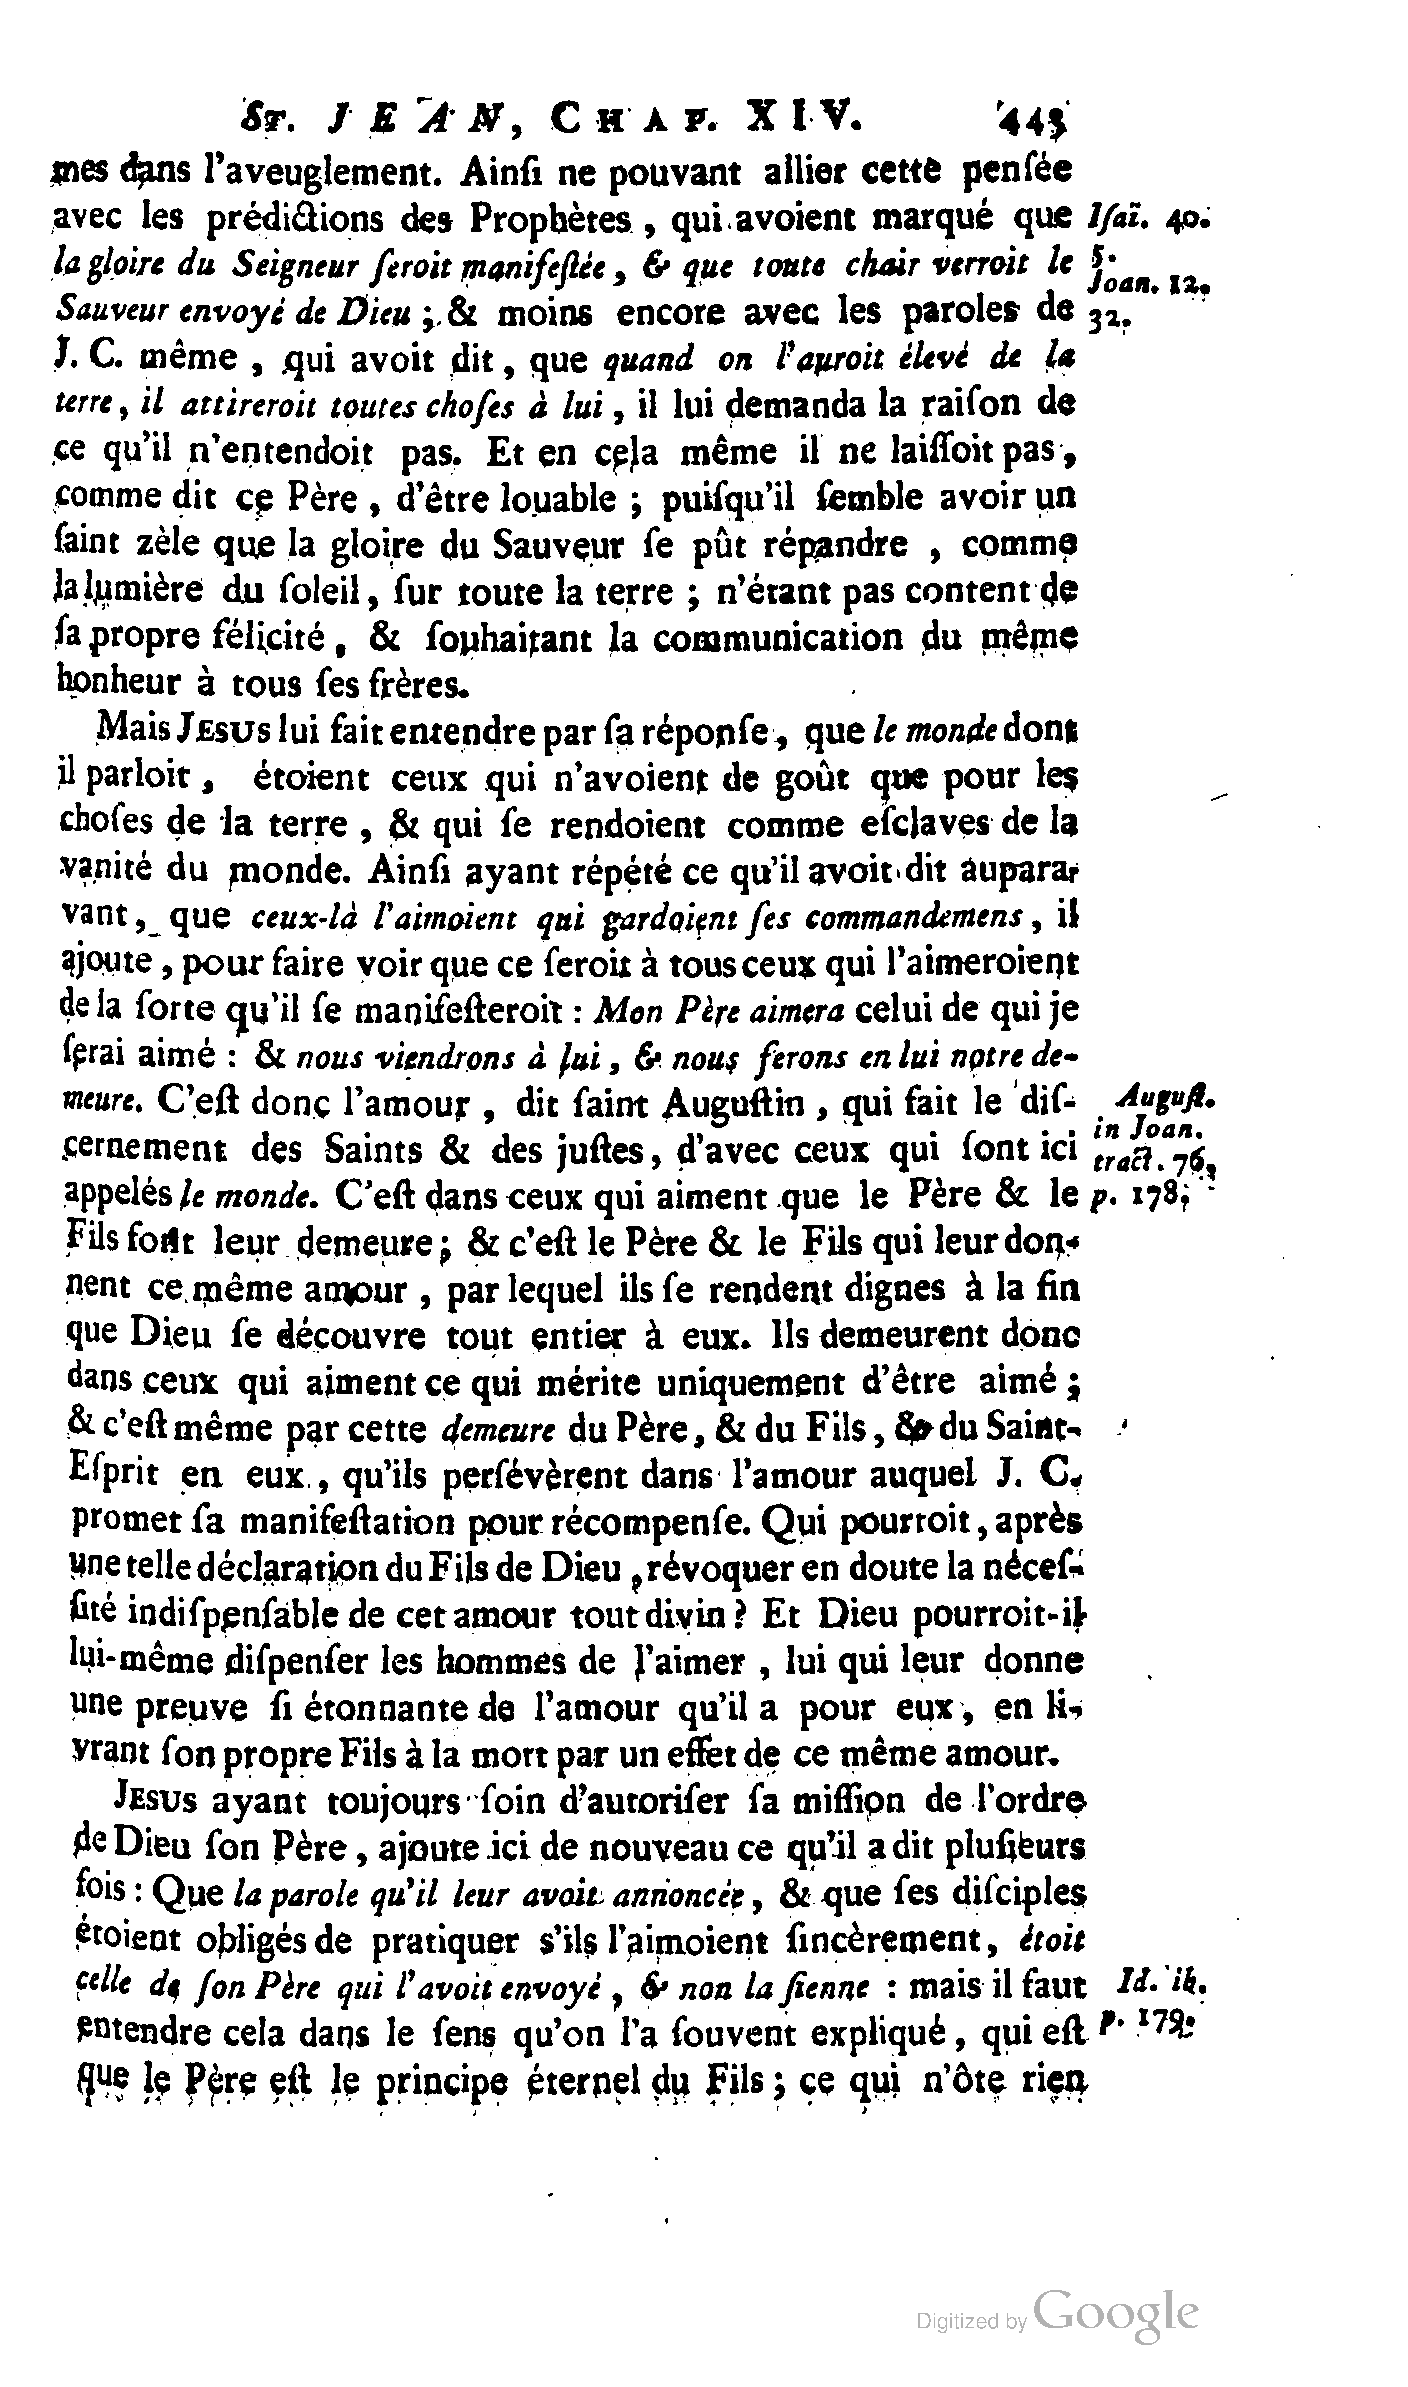 ST. JEAN, CHAP. XIV. 445
mes dans l'aveuglement. Ainſi ne pouvant allier cette penſée
avec les prédictions des Prophètes, qui avoient marqué que
Iſaï. 40.
5.
la gloire du Seigneur ſeroit manifeſtée, & que toute chair verroit le
Joan. 12.
32.
Sauveur envoyé de Dieu ; & moins encore avec les paroles de
J. C. même, qui avoit dit, que quand on l'auroit élevé de la
terre, il attireroit toutes choſes à lui, il lui demanda la raiſon de
ce qu'il n'entendoit pas. Et en cela même il ne laiſſoit pas,
comme dit ce Père, d'être louable ; puiſqu'il ſemble avoir un
ſaint zèle que la gloire du Sauveur ſe pût répandre, comme
la lumière du ſoleil, ſur toute la terre ; n'étant pas content de
ſa propre félicité, & ſouhaitant la communication du même
bonheur à tous ſes frères.
Mais JESUS lui fait entendre par ſa réponſe, que le monde dont
il parloit, étoient ceux qui n'avoient de goût que pour les
choſes de la terre, & qui ſe rendoient comme eſclaves de la
vanité du monde. Ainſi ayant répété ce qu'il avoit dit aupara-
vant, que ceux-là l'aimoient qui gardoient ſes commandemens, il
ajoute, pour faire voir que ce ſeroit à tous ceux qui l'aimeroient
de la ſorte qu'il ſe manifeſteroit : Mon Père aimera celui de qui je
ſerai aimé : & nous viendrons à lui, & nous ferons en lui notre de-
meure. C'eſt donc l'amour, dit ſaint Auguſtin, qui fait le diſ-
Auguſt.
in Joan.
tract. 76,
p. 178.
cernement des Saints & des juſtes, d'avec ceux qui ſont ici
appelés le monde. C'eſt dans ceux qui aiment que le Père & le
Fils font leur demeure ; & c'eſt le Père & le Fils qui leur don-
nent ce même amour, par lequel ils ſe rendent dignes à la fin
que Dieu ſe découvre tout entier à eux. Ils demeurent donc
dans ceux qui aiment ce qui mérite uniquement d'être aimé ;
& c'eſt même par cette demeure du Père, & du Fils, & du Saint-
Eſprit en eux, qu'ils perſévèrent dans l'amour auquel J. C.
promet ſa manifeſtation pour récompenſe. Qui pourroit, après
une telle déclaration du Fils de Dieu, révoquer en doute la néceſ-
ſité indiſpenſable de cet amour tout divin ? Et Dieu pourroit-il
lui-même diſpenſer les hommes de l'aimer, lui qui leur donne
une preuve ſi étonnante de l'amour qu'il a pour eux, en li-
vrant ſon propre Fils à la mort par un effet de ce même amour.
JESUS ayant toujours ſoin d'autoriſer ſa miſſion de l'ordre
de Dieu ſon Père, ajoute ici de nouveau ce qu'il a dit pluſieurs
fois : Que la parole qu'il leur avoit annoncée, & que ſes diſciples
étoient obligés de pratiquer s'ils l'aimoient ſincèrement, étoit
celle de ſon Père qui l'avoit envoyé, & non la ſienne : mais il faut
Id. ib.
p. 179.
entendre cela dans le ſens qu'on l'a ſouvent expliqué, qui eſt
que le Père eſt le principe éternel du Fils ; ce qui n'ôte rien
Digitized by Google